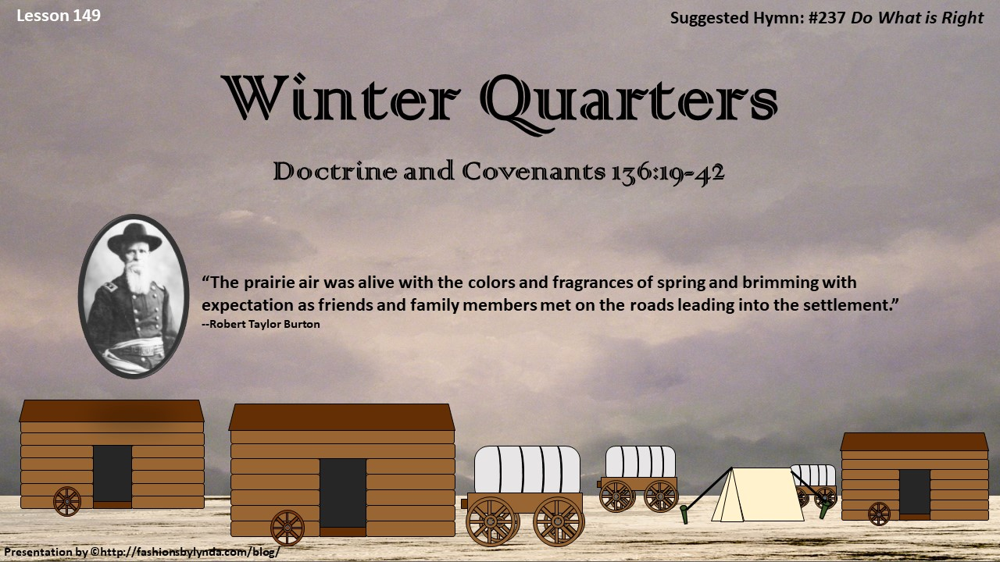 Lesson 149
Suggested Hymn: #237 Do What is Right
Winter Quarters
Doctrine and Covenants 136:19-42
“The prairie air was alive with the colors and fragrances of spring and brimming with
expectation as friends and family members met on the roads leading into the settlement.”
--Robert Taylor Burton
Presentation by ©http://fashionsbylynda.com/blog/